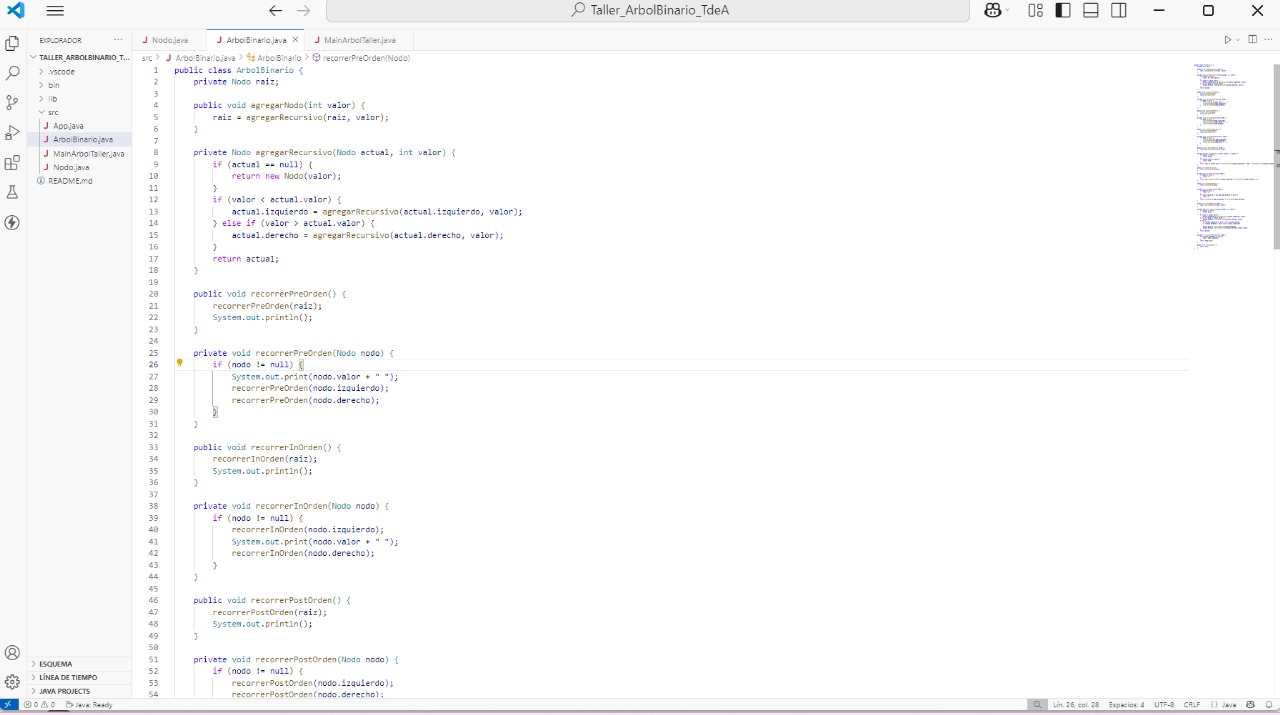 Taller_ArbolBinario_TdeA
EXPLORADOR ···
Nodo.java
ArbolBinario.java
MainArbolTaller.java
TALLER_ARBOLBINARIO_T...
.vscode
bin
lib
src
App.java
ArbolBinario.java
MainArbolTaller.java
Nodo.java
README.md
ESQUEMA
LÍNEA DE TIEMPO
JAVA PROJECTS
src > ArbolBinario.java > ArbolBinario > recorrerPreOrden(Nodo)
1 public class ArbolBinario {
2 private Nodo raiz;
3
4 public void agregarNodo(int valor) {
5 raiz = agregarRecursivo(raiz, valor);
6 }
7
8 private Nodo agregarRecursivo(Nodo actual, int valor) {
9 if (actual == null) {
10 return new Nodo(valor);
11 }
12 if (valor < actual.valor) {
13 actual.izquierdo = agregarRecursivo(actual.izquierdo, valor);
14 } else if (valor > actual.valor) {
15 actual.derecho = agregarRecursivo(actual.derecho, valor);
16 }
17 return actual;
18 }
19
20 public void recorrerPreOrden() {
21 recorrerPreOrden(raiz);
22 System.out.println();
23 }
24
25 private void recorrerPreOrden(Nodo nodo) {
26 if (nodo != null) {
27 System.out.print(nodo.valor + " ");
28 recorrerPreOrden(nodo.izquierdo);
29 recorrerPreOrden(nodo.derecho);
30 }
31 }
32
33 public void recorrerInOrden() {
34 recorrerInOrden(raiz);
35 System.out.println();
36 }
37
38 private void recorrerInOrden(Nodo nodo) {
39 if (nodo != null) {
40 recorrerInOrden(nodo.izquierdo);
41 System.out.print(nodo.valor + " ");
42 recorrerInOrden(nodo.derecho);
43 }
44 }
45
46 public void recorrerPostOrden() {
47 recorrerPostOrden(raiz);
48 System.out.println();
49 }
50
51 private void recorrerPostOrden(Nodo nodo) {
52 if (nodo != null) {
53 recorrerPostOrden(nodo.izquierdo);
54 recorrerPostOrden(nodo.derecho);
0 0 Java: Ready
Lín. 26, col. 28 Espacios: 4 UTF-8 CRLF {} Java